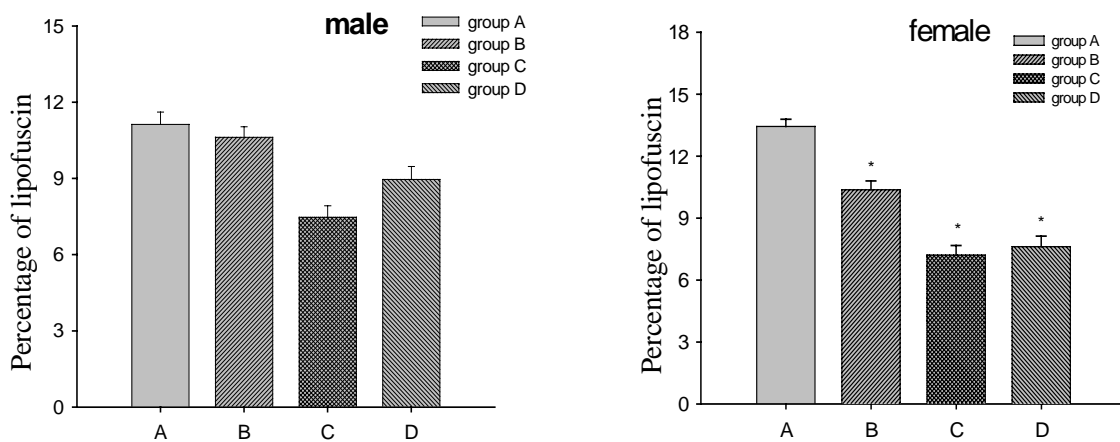 male
group A
group B
group C
group D
Percentage of lipofuscin
15
12
9
6
3
0
A B C D
female
group A
group B
group C
group D
Percentage of lipofuscin
18
15
12
9
6
3
0
* * *
A B C D